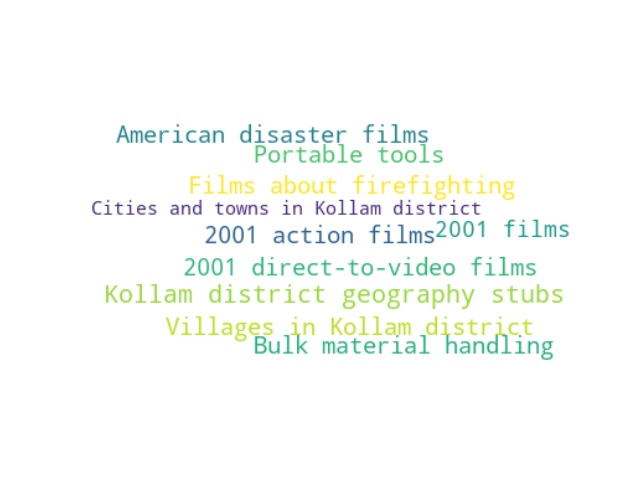 American disaster films
Portable tools
Films about firefighting
Cities and towns in Kollam district
2001 films
2001 action films
2001 direct-to-video films
Kollam district geography stubs
Villages in Kollam district
Bulk material handling